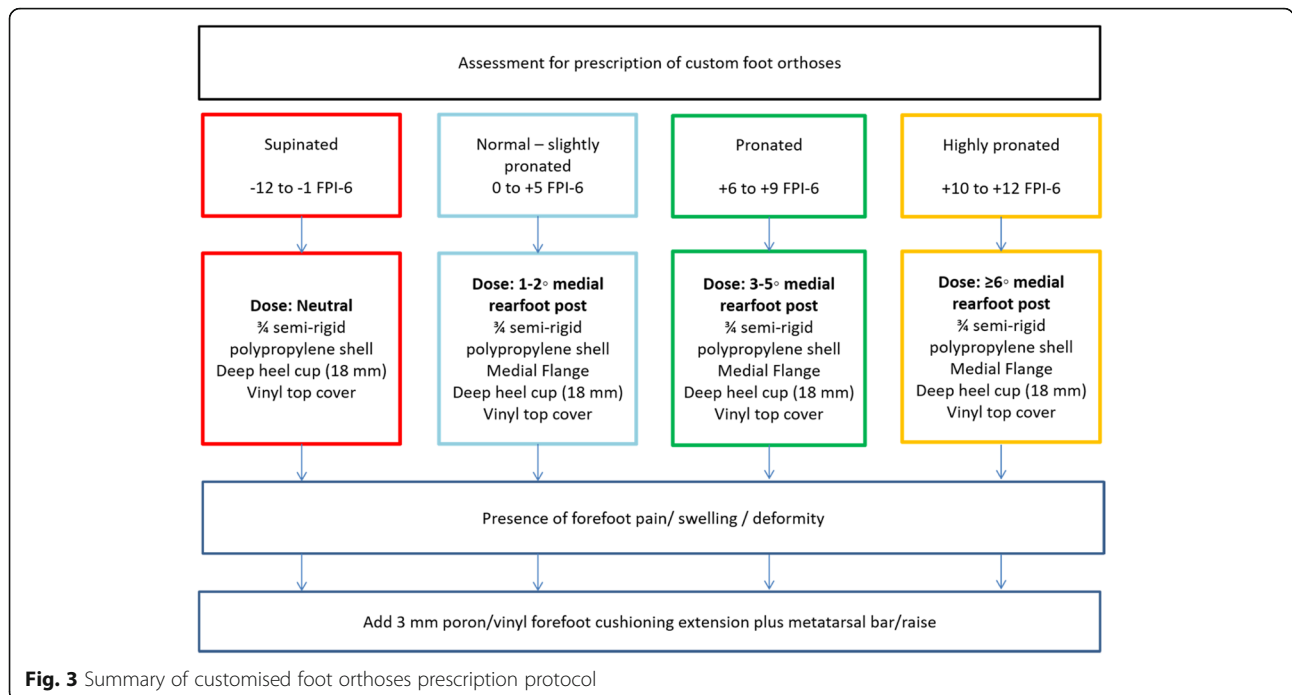 Assessment for prescription of custom foot orthoses
Supinated
-12 to -1 FPI-6
Normal – slightly
pronated
0 to +5 FPI-6
Pronated
+6 to +9 FPI-6
Highly pronated
+10 to +12 FPI-6
Dose: Neutral
¾ semi-rigid
polypropylene shell
Deep heel cup (18 mm)
Vinyl top cover
Dose: 1-2◦ medial
rearfoot post
¾ semi-rigid
polypropylene shell
Medial Flange
Deep heel cup (18 mm)
Vinyl top cover
Dose: 3-5◦ medial
rearfoot post
¾ semi-rigid
polypropylene shell
Medial Flange
Deep heel cup (18 mm)
Vinyl top cover
Dose: ≥6◦ medial
rearfoot post
¾ semi-rigid
polypropylene shell
Medial Flange
Deep heel cup (18 mm)
Vinyl top cover
Presence of forefoot pain/ swelling / deformity
Add 3 mm poron/vinyl forefoot cushioning extension plus metatarsal bar/raise
Fig. 3 Summary of customised foot orthoses prescription protocol